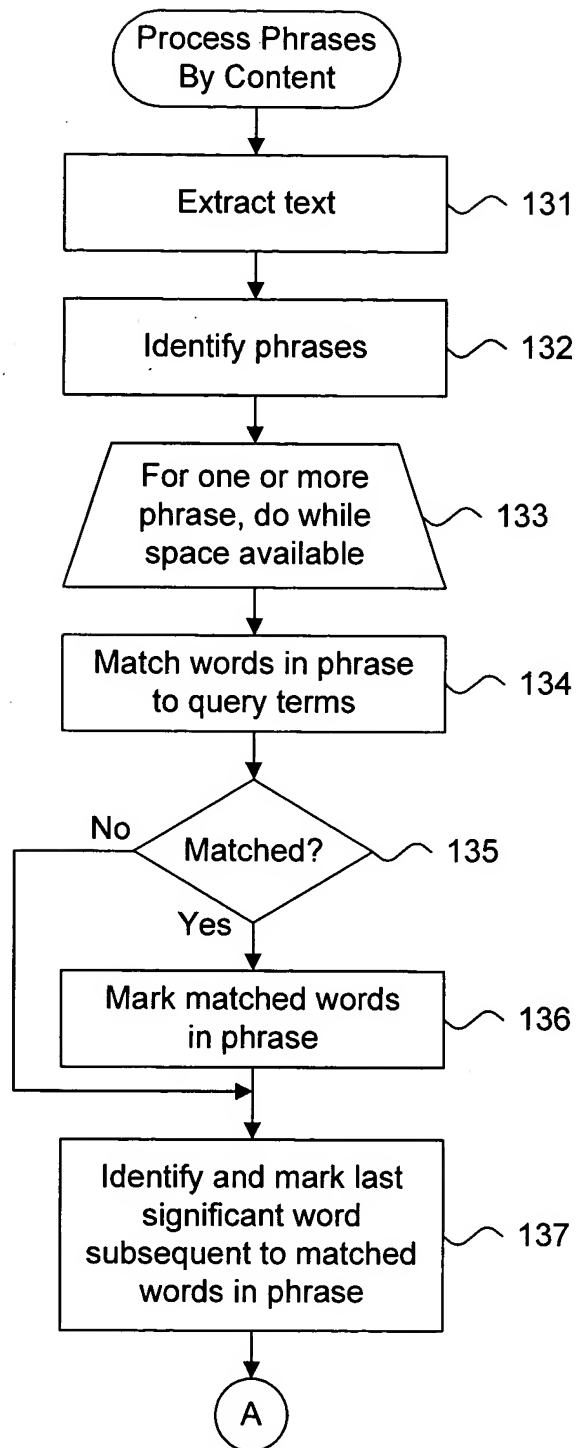 Process Phrases
By Content
Extract text
131
Identify phrases
132
For one or more
phrase, do while
space available
133
Match words in phrase
to query terms
134
No
Matched?
135
Yes
Mark matched words
in phrase
136
Identify and mark last
significant word
subsequent to matched
words in phrase
137
A